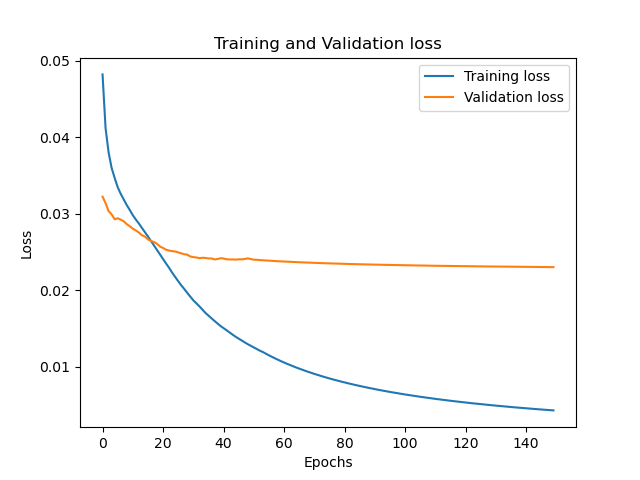 Training and Validation loss
Training loss
Validation loss
Loss
0.05
0.04
0.03
0.02
0.01
0 20 40 60 80 100 120 140
Epochs